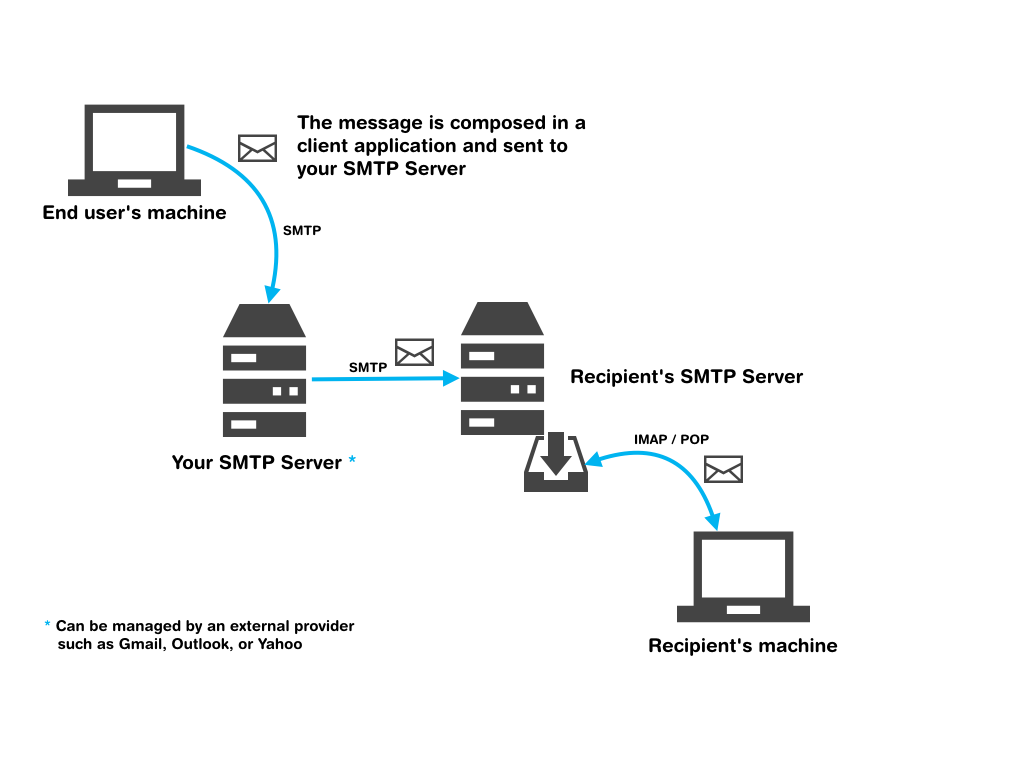 The message is composed in a
client application and sent to
your SMTP Server
End user's machine
SMTP
SMTP
Recipient's SMTP Server
IMAP / POP
Your SMTP Server *
* Can be managed by an external provider
such as Gmail, Outlook, or Yahoo
Recipient's machine